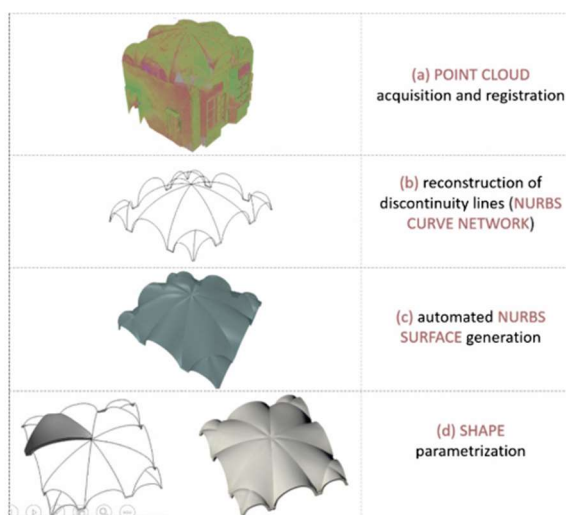 (a) POINT CLOUD
acquisition and registration
(b) reconstruction of
discontinuity lines (NURBS
CURVE NETWORK)
(c) automated NURBS
SURFACE generation
(d) SHAPE
parametrization